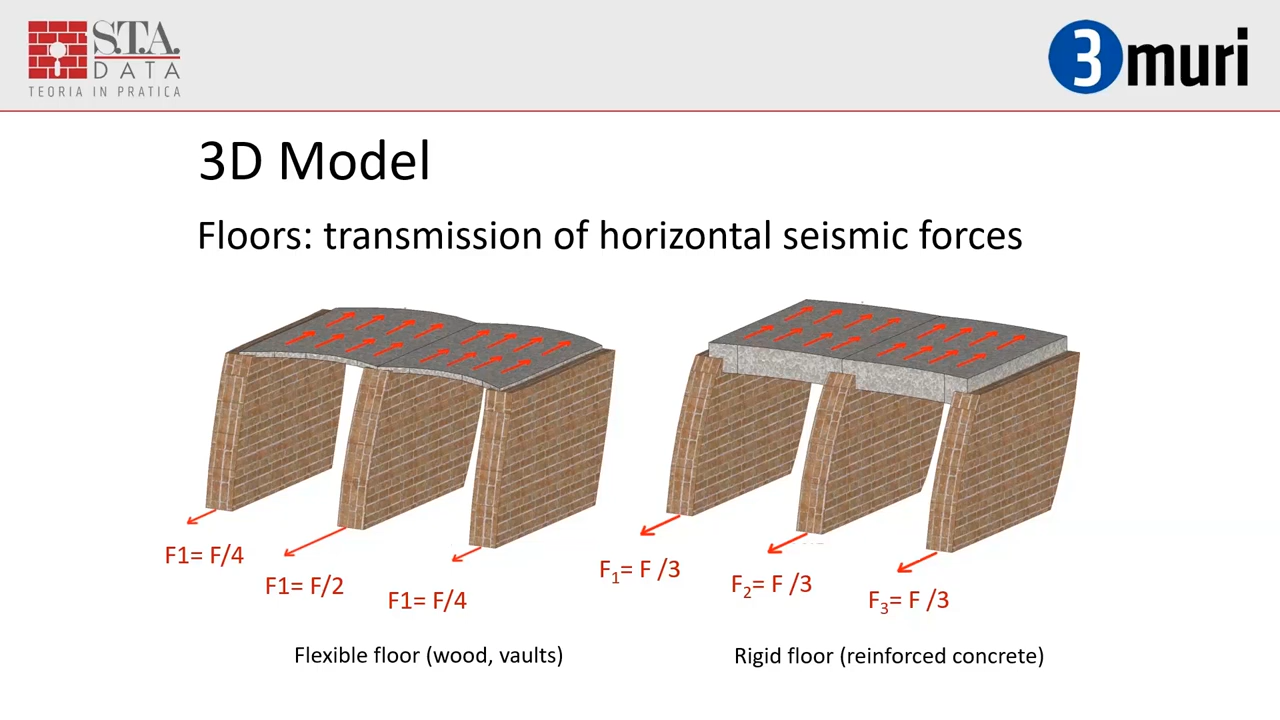 S.T.A.
DATA
TEORIA IN PRATICA
3muri
3D Model
Floors: transmission of horizontal seismic forces
F1= F/4
F1= F/2
F1= F/4
F₁= F /3
F₂= F /3
F₃= F /3
Flexible floor (wood, vaults)
Rigid floor (reinforced concrete)